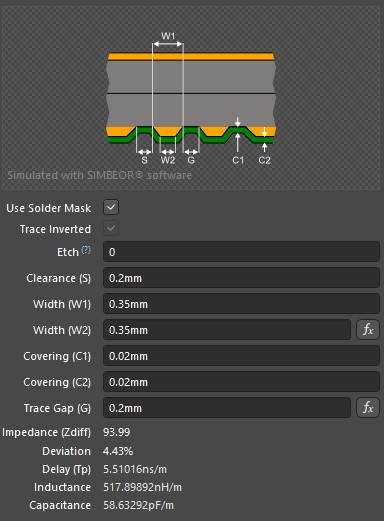 W1
S W2 G C1 C2
Simulated with SIMBEOR® software
Use Solder Mask
Trace Inverted
Etch [?] 0
Clearance (S) 0.2mm
Width (W1) 0.35mm
Width (W2) 0.35mm fx
Covering (C1) 0.02mm
Covering (C2) 0.02mm
Trace Gap (G) 0.2mm fx
Impedance (Zdiff) 93.99
Deviation 4.43%
Delay (Tp) 5.51016ns/m
Inductance 517.89892nH/m
Capacitance 58.63292pF/m